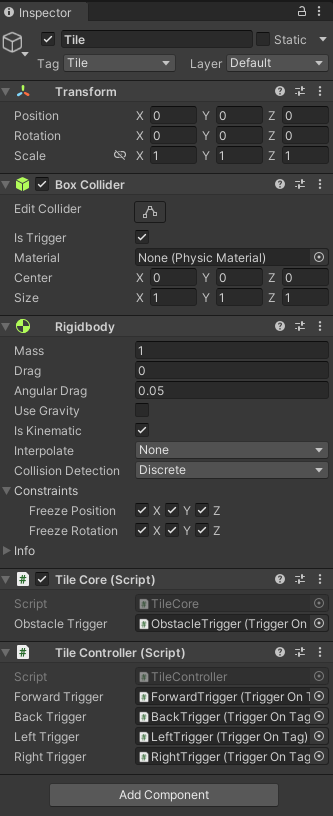 Inspector
Tile
Static
Tag Tile Layer Default
Transform
Position X 0 Y 0 Z 0
Rotation X 0 Y 0 Z 0
Scale X 1 Y 1 Z 1
Box Collider
Edit Collider
Is Trigger
Material None (Physic Material)
Center X 0 Y 0 Z 0
Size X 1 Y 1 Z 1
Rigidbody
Mass 1
Drag 0
Angular Drag 0.05
Use Gravity
Is Kinematic
Interpolate None
Collision Detection Discrete
Constraints
Freeze Position X Y Z
Freeze Rotation X Y Z
Info
# Tile Core (Script)
Script # TileCore
Obstacle Trigger # ObstacleTrigger (Trigger On
# Tile Controller (Script)
Script # TileController
Forward Trigger # ForwardTrigger (Trigger On T
Back Trigger # BackTrigger (Trigger On Tag
Left Trigger # LeftTrigger (Trigger On Tag)
Right Trigger # RightTrigger (Trigger On Tag
Add Component